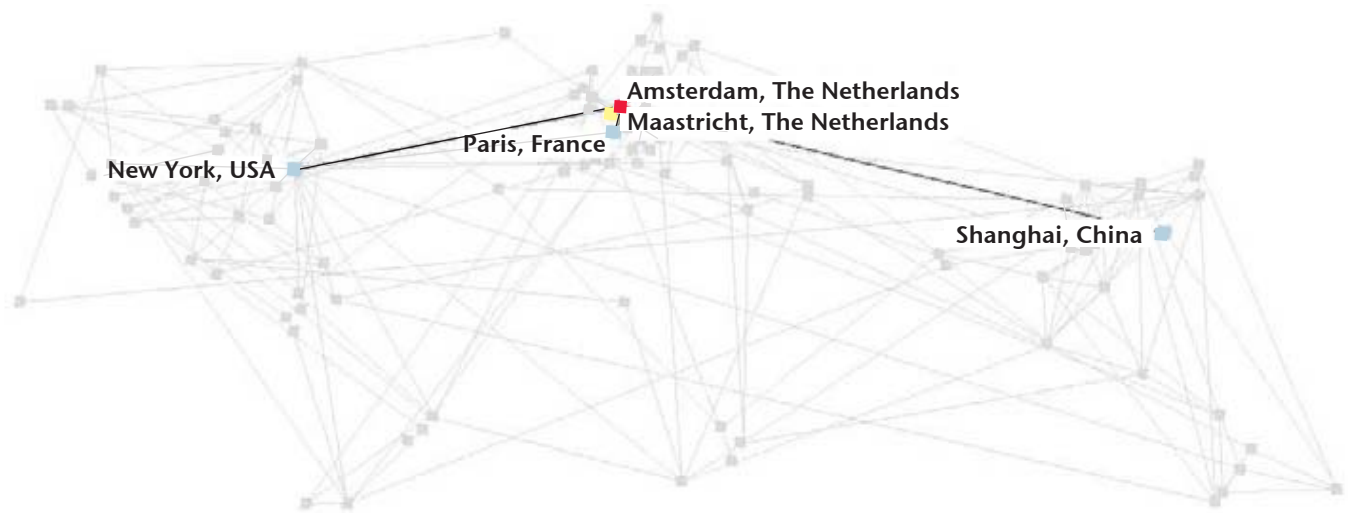 Amsterdam, The Netherlands
Maastricht, The Netherlands
Paris, France
New York, USA
Shanghai, China